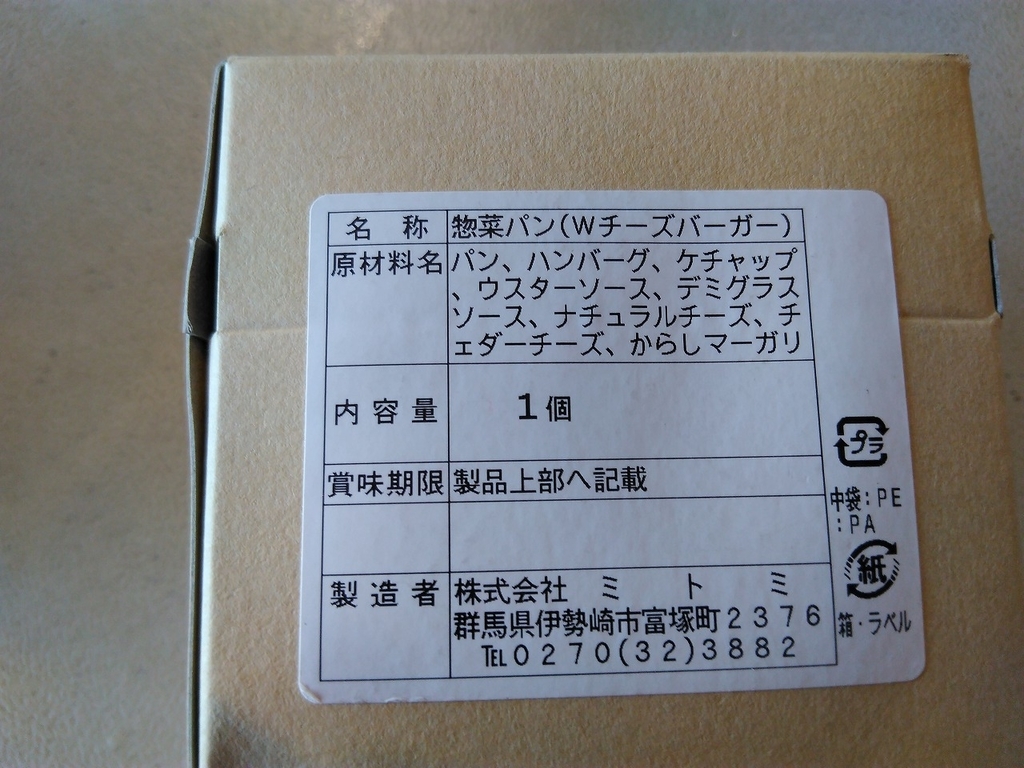 名 称 惣菜パン(Wチーズバーガー)
原材料名 パン、ハンバーグ、ケチャップ
、ウスターソース、デミグラス
ソース、ナチュラルチーズ、チ
ェダーチーズ、からしマーガリ
内容量 1個
賞味期限 製品上部へ記載
製造者 株式会社 ミ ト ミ
群馬県伊勢崎市富塚町2376
℡0270(32)3882
プラ
中袋:PE
:PA
紙
箱・ラベル